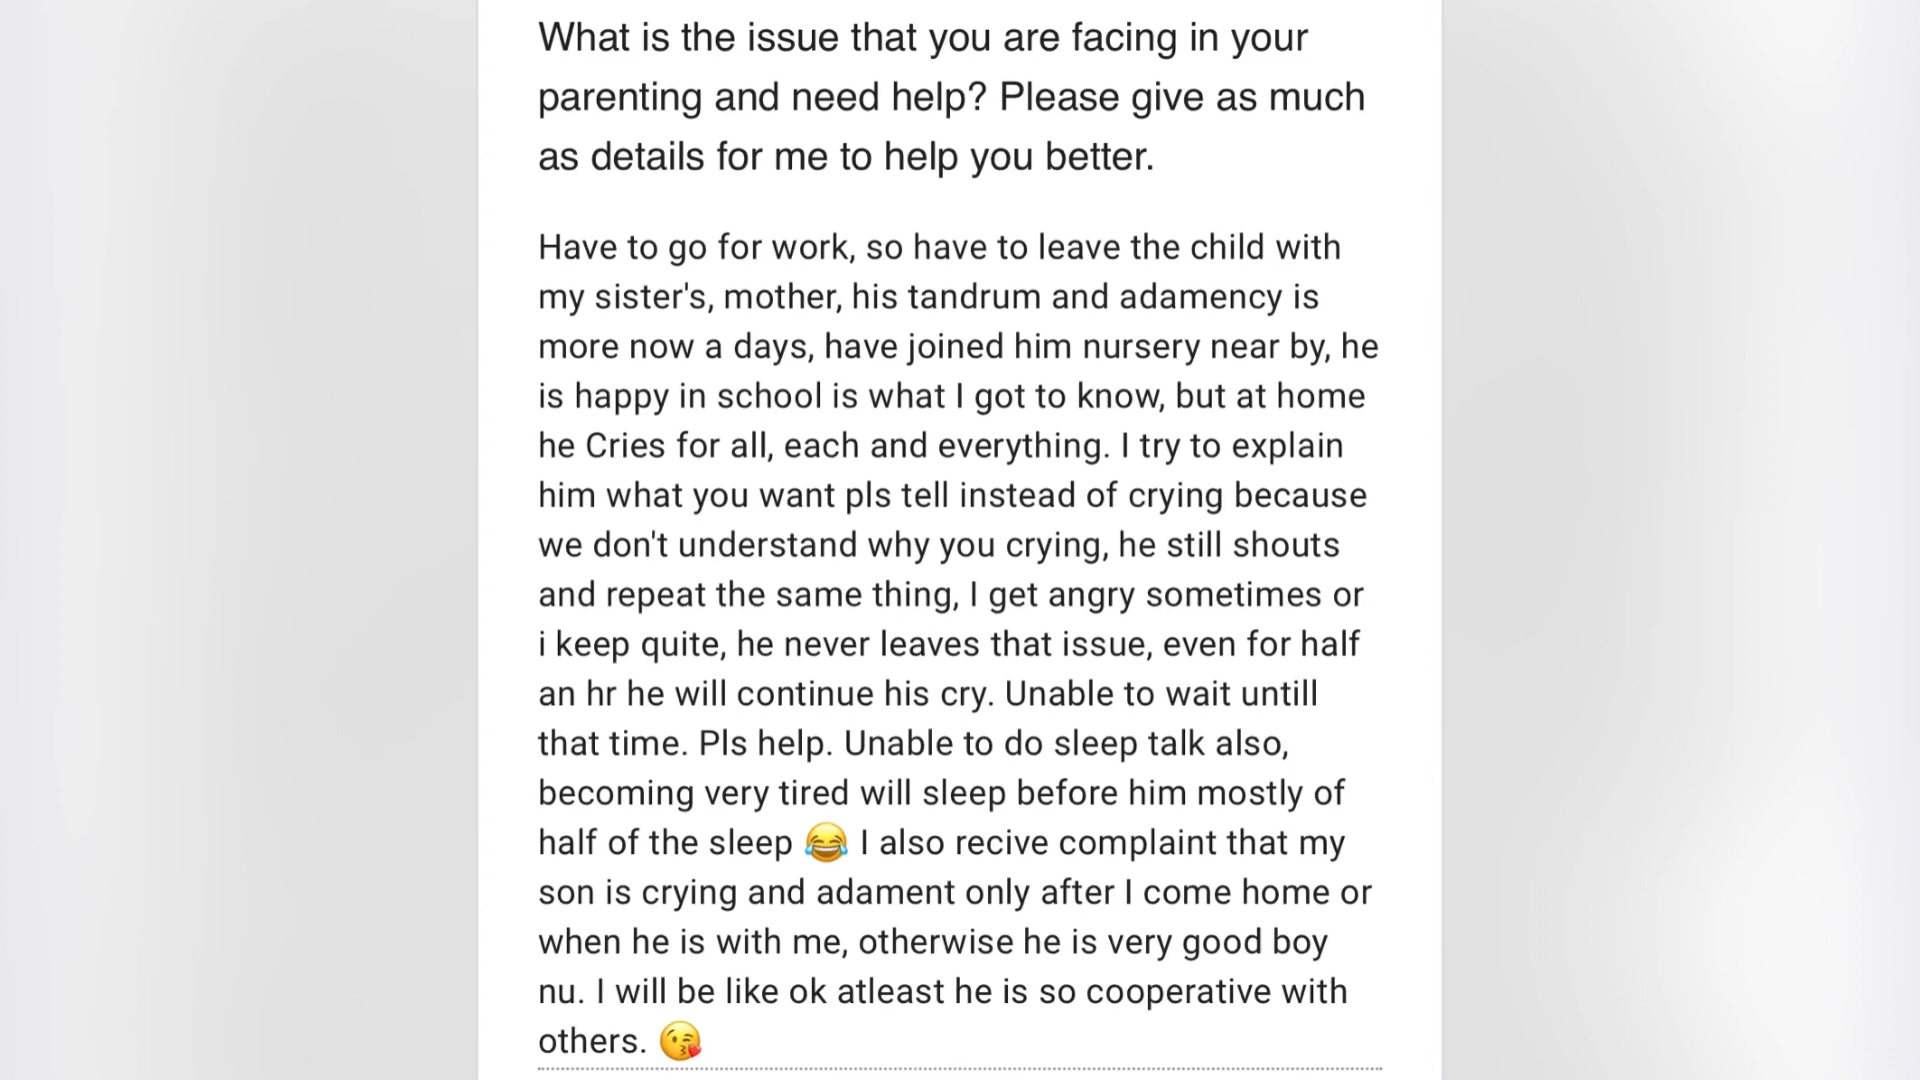 What is the issue that you are facing in your
parenting and need help? Please give as much
as details for me to help you better.
Have to go for work, so have to leave the child with
my sister's, mother, his tandrum and adamency is
more now a days, have joined him nursery near by, he
is happy in school is what I got to know, but at home
he Cries for all, each and everything. I try to explain
him what you want pls tell instead of crying because
we don't understand why you crying, he still shouts
and repeat the same thing, I get angry sometimes or
i keep quite, he never leaves that issue, even for half
an hr he will continue his cry. Unable to wait untill
that time. Pls help. Unable to do sleep talk also,
becoming very tired will sleep before him mostly of
half of the sleep 😂 I also recive complaint that my
son is crying and adament only after I come home or
when he is with me, otherwise he is very good boy
nu. I will be like ok atleast he is so cooperative with
others. 😘